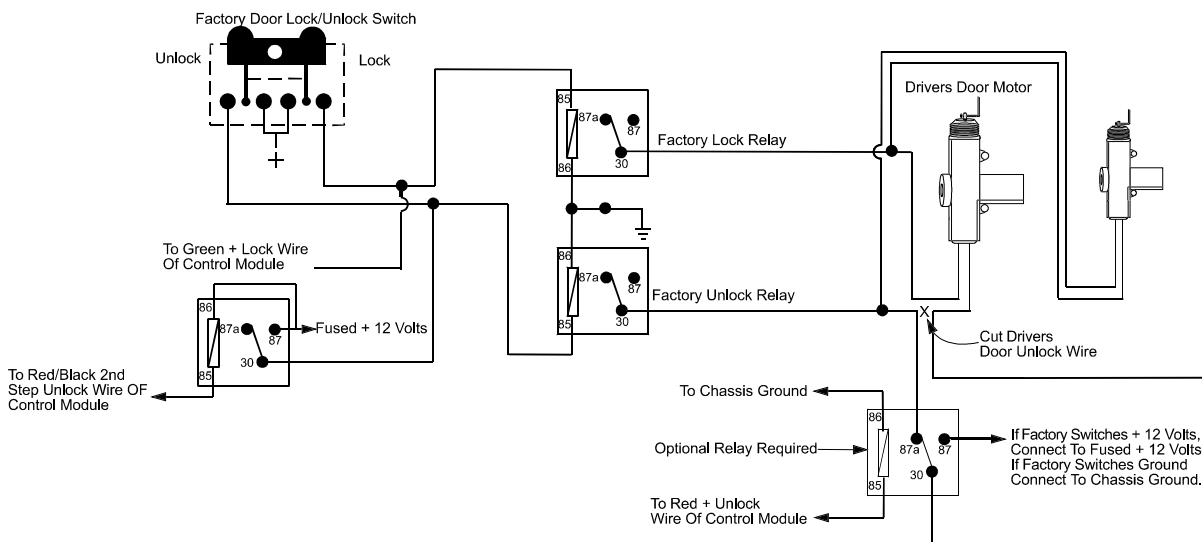 Factory Door Lock/Unlock Switch
Unlock
Lock
+
85
87a
87
30
86
Factory Lock Relay
Drivers Door Motor
To Green + Lock Wire
Of Control Module
86
87a
87
30
85
Factory Unlock Relay
X
Cut Drivers
Door Unlock Wire
86
87a
87
30
85
Fused + 12 Volts
To Red/Black 2nd
Step Unlock Wire OF
Control Module
To Chassis Ground
Optional Relay Required
86
87a
87
30
85
If Factory Switches + 12 Volts,
Connect To Fused + 12 Volts
If Factory Switches Ground
Connect To Chassis Ground.
To Red + Unlock
Wire Of Control Module